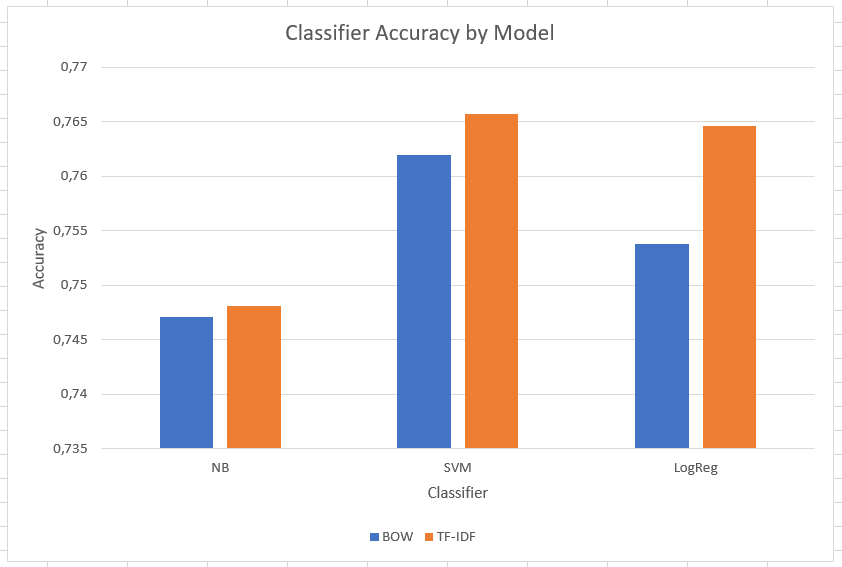 Classifier Accuracy by Model
0,77
0,765
0,76
0,755
0,75
0,745
0,74
0,735
Accuracy
NB SVM LogReg
Classifier
BOW TF-IDF